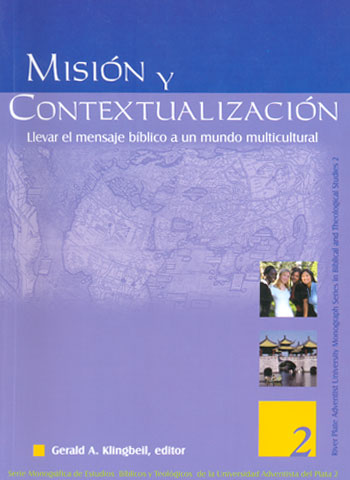 MISIÓN Y
CONTEXTUALIZACIÓN
Llevar el mensaje bíblico a un mundo multicultural
River Plate Adventist University Monograph Series in Biblical and Theological Studies 2
2
Gerald A. Klingbeil, editor
Serie Monográfica de Estudios Bíblicos y Teológicos de la Universidad Adventista del Plata 2